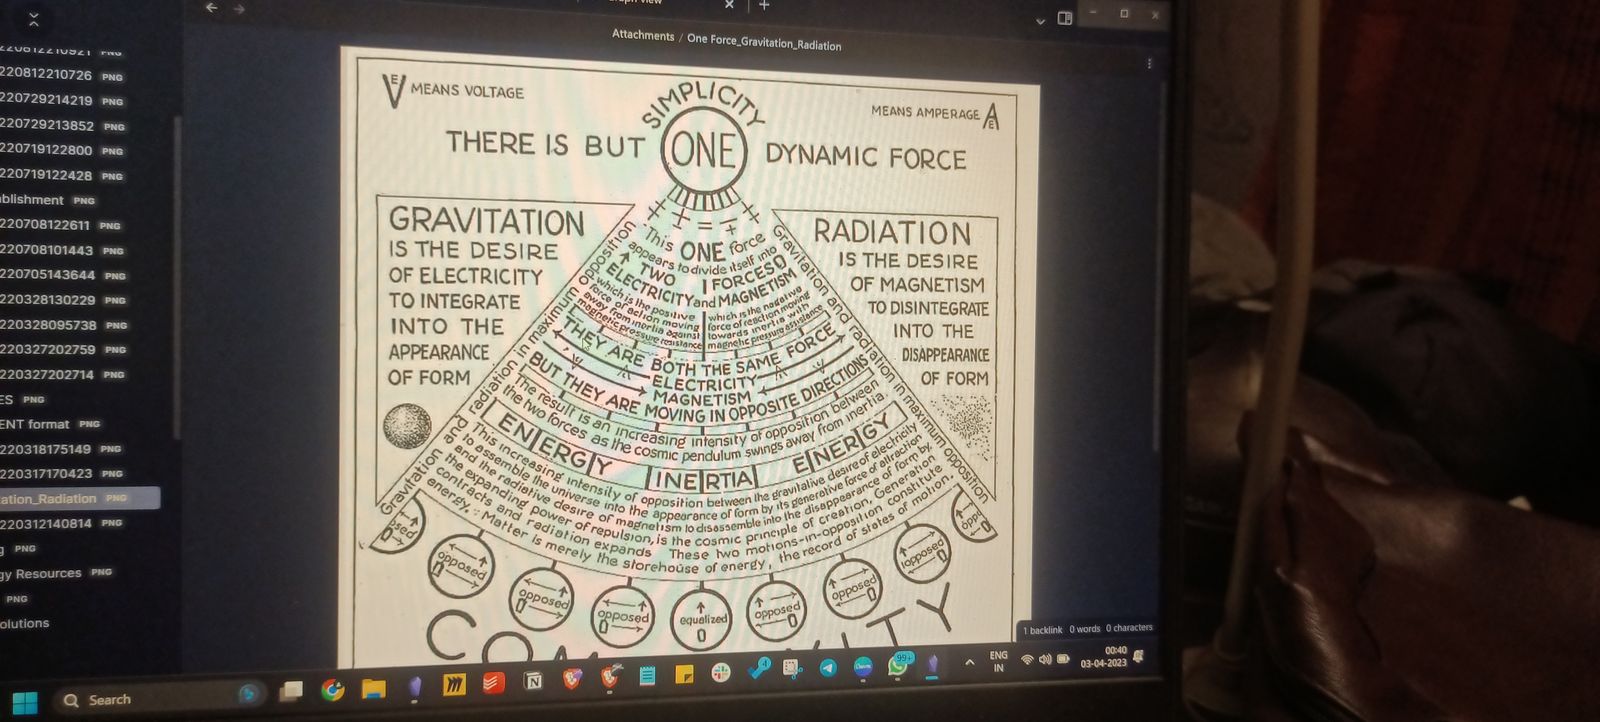 raph view
Attachments / One Force_Gravitation_Radiation
220812210921 PNG
220812210726 PNG
220729214219 PNG
220729213852 PNG
220719122800 PNG
220719122428 PNG
ablishment PNG
220708122611 PNG
220708101443 PNG
220705143644 PNG
220328130229 PNG
220328095738 PNG
220327202759 PNG
220327202714 PNG
ES PNG
ENT format PNG
220318175149 PNG
220317170423 PNG
ation_Radiation PNG
220312140814 PNG
g PNG
gy Resources PNG
PNG
olutions
EV MEANS VOLTAGE
MEANS AMPERAGE AE
SIMPLICITY
THERE IS BUT ONE DYNAMIC FORCE
GRAVITATION
IS THE DESIRE
OF ELECTRICITY
TO INTEGRATE
INTO THE
APPEARANCE
OF FORM
RADIATION
IS THE DESIRE
OF MAGNETISM
TO DISINTEGRATE
INTO THE
DISAPPEARANCE
OF FORM
Gravitation and radiation in maximum opposition
Gravitation and radiation in maximum opposition
+ + = - +
This ONE force
appears to divide itself into
TWO FORCES
ELECTRICITY and MAGNETISM
which is the positive
force of action moving
away from inertia against
magnetic pressure resistance
which is the negative
force of reaction moving
towards inertia with
magnetic pressure assistance
THEY ARE BOTH THE SAME FORCE
ELECTRICITY
MAGNETISM
BUT THEY ARE MOVING IN OPPOSITE DIRECTIONS
The result is an increasing intensity of opposition between
the two forces as the cosmic pendulum swings away from inertia
ENERGY INERTIA ENERGY
This increasing intensity of opposition between the gravitative desire of electricity
to assemble the universe into the appearance of form by its generative force of attraction
and the radiative desire of magnetism to disassemble into the disappearance of form by
the expanding power of repulsion, is the cosmic principle of creation. Generation
contracts and radiation expands These two motions-in-opposition constitute
energy. Matter is merely the storehouse of energy, the record of states of motion.
posed 0
opposed 0
opposed 0
opposed 0
equalized 0
opposed 0
opposed 0
opposed 0
oppo 0
1 backlink 0 words 0 characters
Search
4
99+
ENG
IN
00:40
03-04-2023